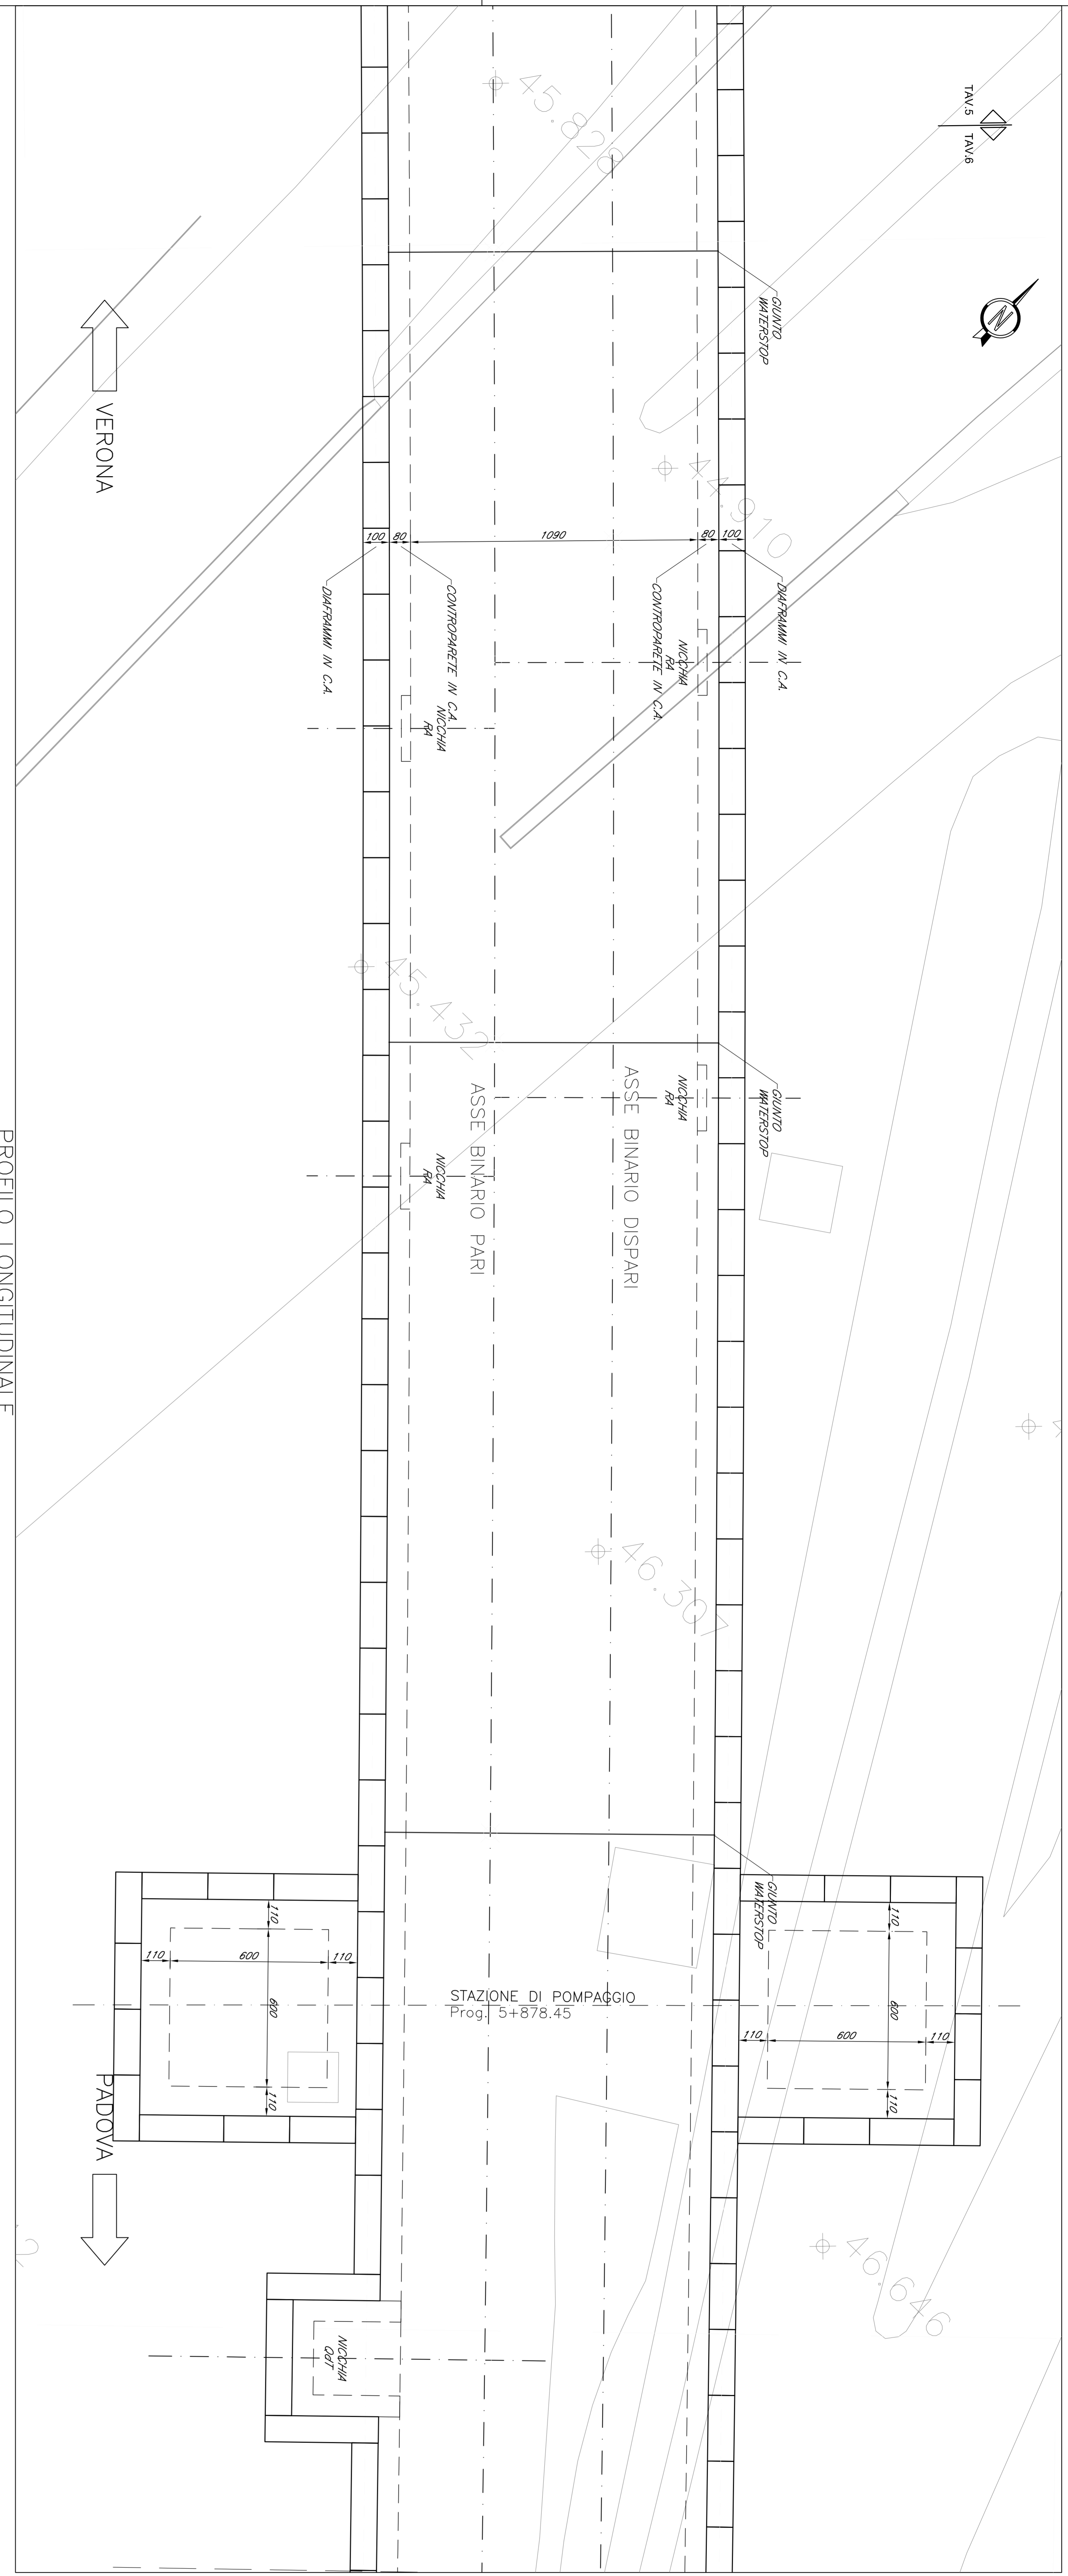 TAV.5
TAV.6
N
45.828
GIUNTO
WATERSTOP
VERONA
44.910
100
80
1090
80
100
DIAFRAMMI IN C.A.
CONTROPARETE IN C.A.
CONTROPARETE IN C.A.
DIAFRAMMI IN C.A.
NICCHIA
RA
NICCHIA
RA
45.432
GIUNTO
WATERSTOP
NICCHIA
RA
NICCHIA
RA
ASSE BINARIO PARI
ASSE BINARIO DISPARI
PROFILO LONGITUDINALE
46.307
GIUNTO
WATERSTOP
110
600
110
110
600
110
STAZIONE DI POMPAGGIO
Prog. 5+878.45
110
600
110
110
600
110
PADOVA
46.646
NICCHIA
QdT